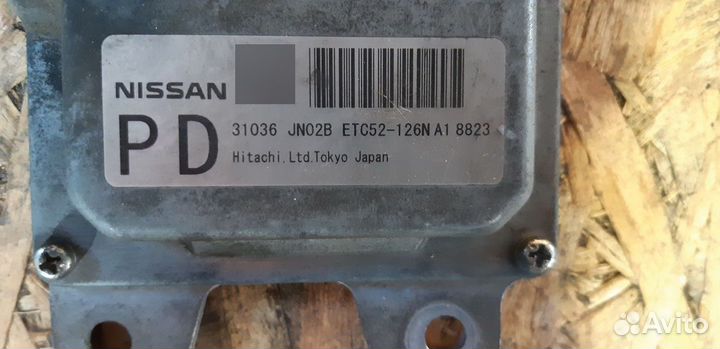 NISSAN
PD
31036 JN02B ETC52-126N A1 8823
Hitachi.Ltd.Tokyo Japan
Avito